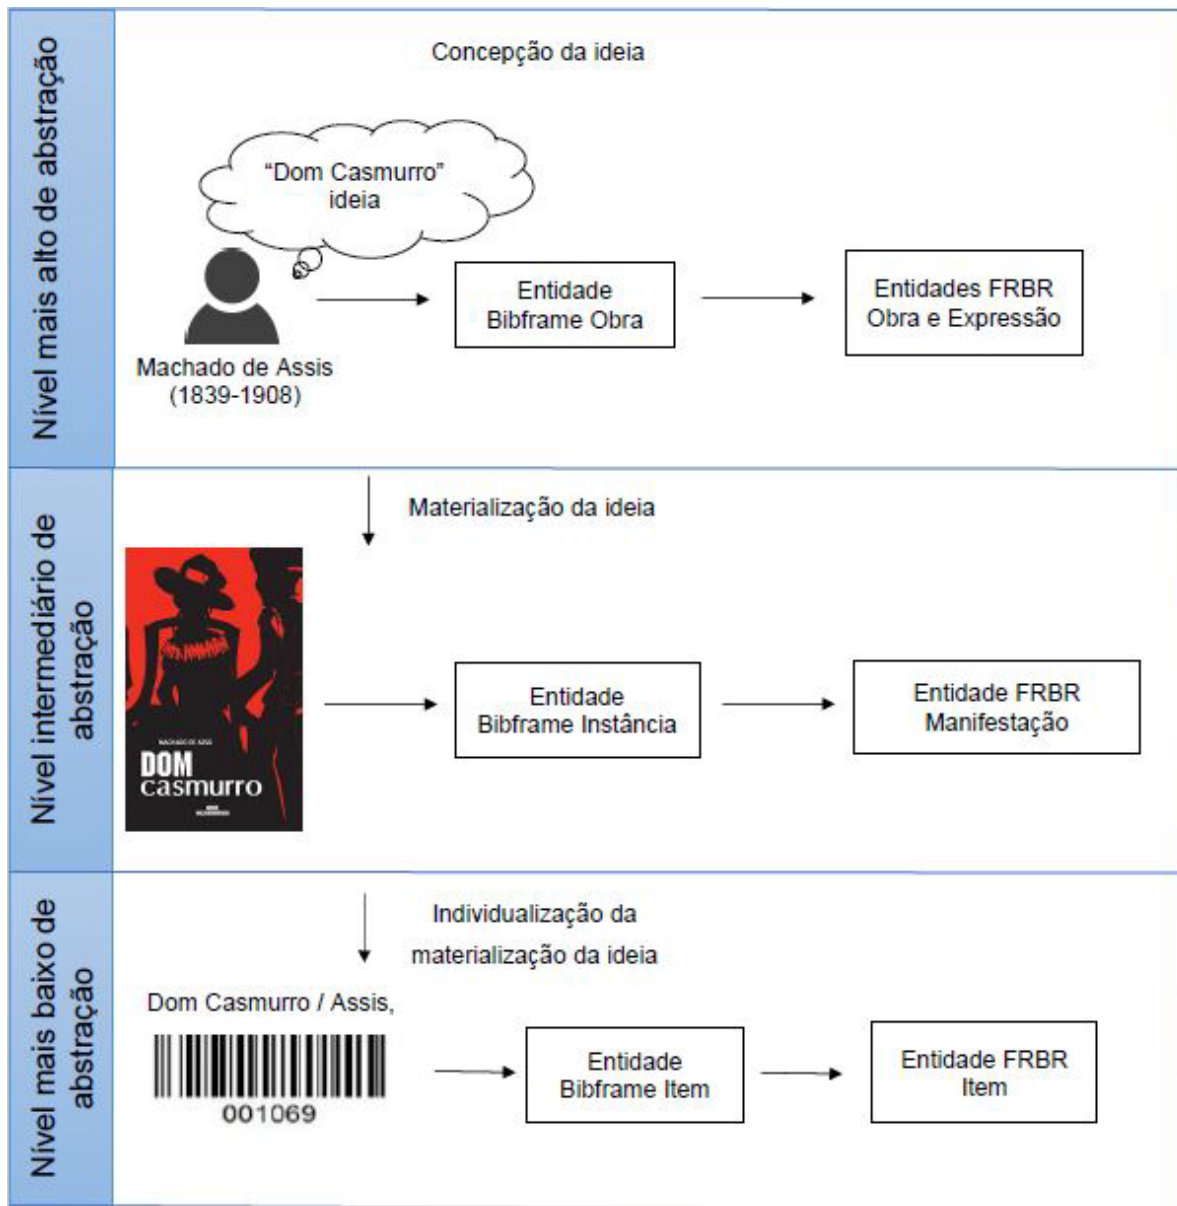 Nível mais alto de abstração
Concepção da ideia
“Dom Casmurro”
ideia
Machado de Assis
(1839-1908)
Entidade
Bibframe Obra
Entidades FRBR
Obra e Expressão
Nível intermediário de
abstração
Materialização da ideia
MACHADO DE ASSIS
DOM
casmurro
Entidade
Bibframe Instância
Entidade FRBR
Manifestação
Nível mais baixo de
abstração
Individualização da
materialização da ideia
Dom Casmurro / Assis,
001069
Entidade
Bibframe Item
Entidade FRBR
Item